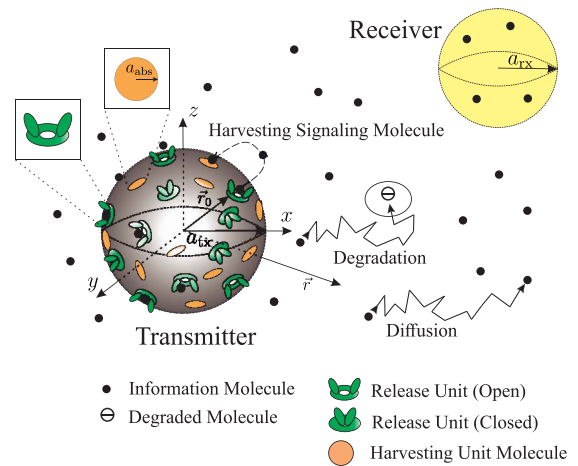 Receiver
a_abs
a_rx
z
Harvesting Signaling Molecule
r⃗_0
x
a_tx
Degradation
y
r⃗
Transmitter
Diffusion
Information Molecule
Degraded Molecule
Release Unit (Open)
Release Unit (Closed)
Harvesting Unit Molecule